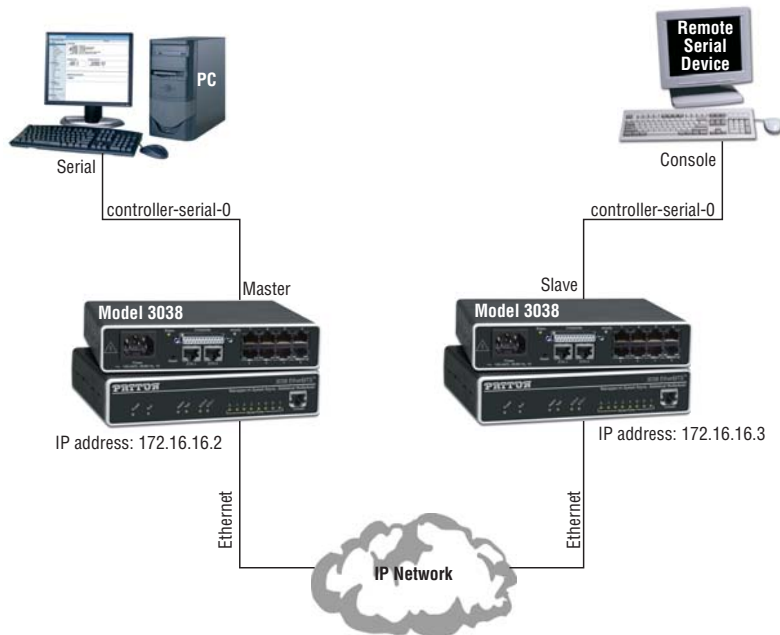 PC
Remote
Serial
Device
Serial
Console
controller-serial-0
controller-serial-0
Master
Slave
Model 3038
Model 3038
PATTON
PATTON
IP address: 172.16.16.2
IP address: 172.16.16.3
Ethernet
Ethernet
IP Network